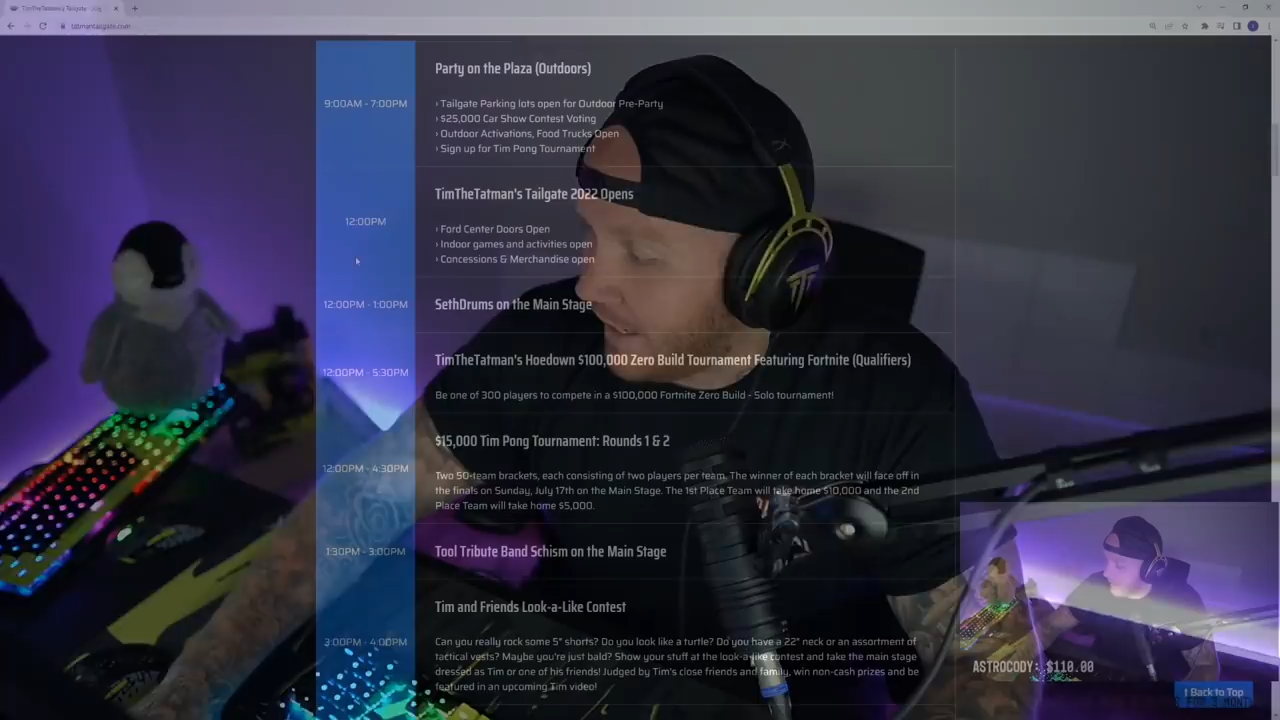 TimTheTatman's Tailgate
tatmantailgate.com
Party on the Plaza (Outdoors)
9:00AM - 7:00PM
› Tailgate Parking lots open for Outdoor Pre-Party
› $25,000 Car Show Contest Voting
› Outdoor Activations, Food Trucks Open
› Sign up for Tim Pong Tournament
TimTheTatman's Tailgate 2022 Opens
12:00PM
› Ford Center Doors Open
› Indoor games and activities open
› Concessions & Merchandise open
12:00PM - 1:00PM
SethDrums on the Main Stage
TimTheTatman's Hoedown $100,000 Zero Build Tournament Featuring Fortnite (Qualifiers)
12:00PM - 5:30PM
Be one of 300 players to compete in a $100,000 Fortnite Zero Build - Solo tournament!
$15,000 Tim Pong Tournament: Rounds 1 & 2
12:00PM - 4:30PM
Two 50-team brackets, each consisting of two players per team. The winner of each bracket will face off in
the finals on Sunday, July 17th on the Main Stage. The 1st Place Team will take home $10,000 and the 2nd
Place Team will take home $5,000.
1:30PM - 3:00PM
Tool Tribute Band Schism on the Main Stage
Tim and Friends Look-a-Like Contest
3:00PM - 4:00PM
Can you really rock some 5" shorts? Do you look like a turtle? Do you have a 22" neck or an assortment of
tactical vests? Maybe you're just bald? Show your stuff at the look-a-like contest and take the main stage
dressed as Tim or one of his friends! Judged by Tim's close friends and family, win non-cash prizes and be
featured in an upcoming Tim video!
ASTROCODY: $110.00
↑ Back to Top